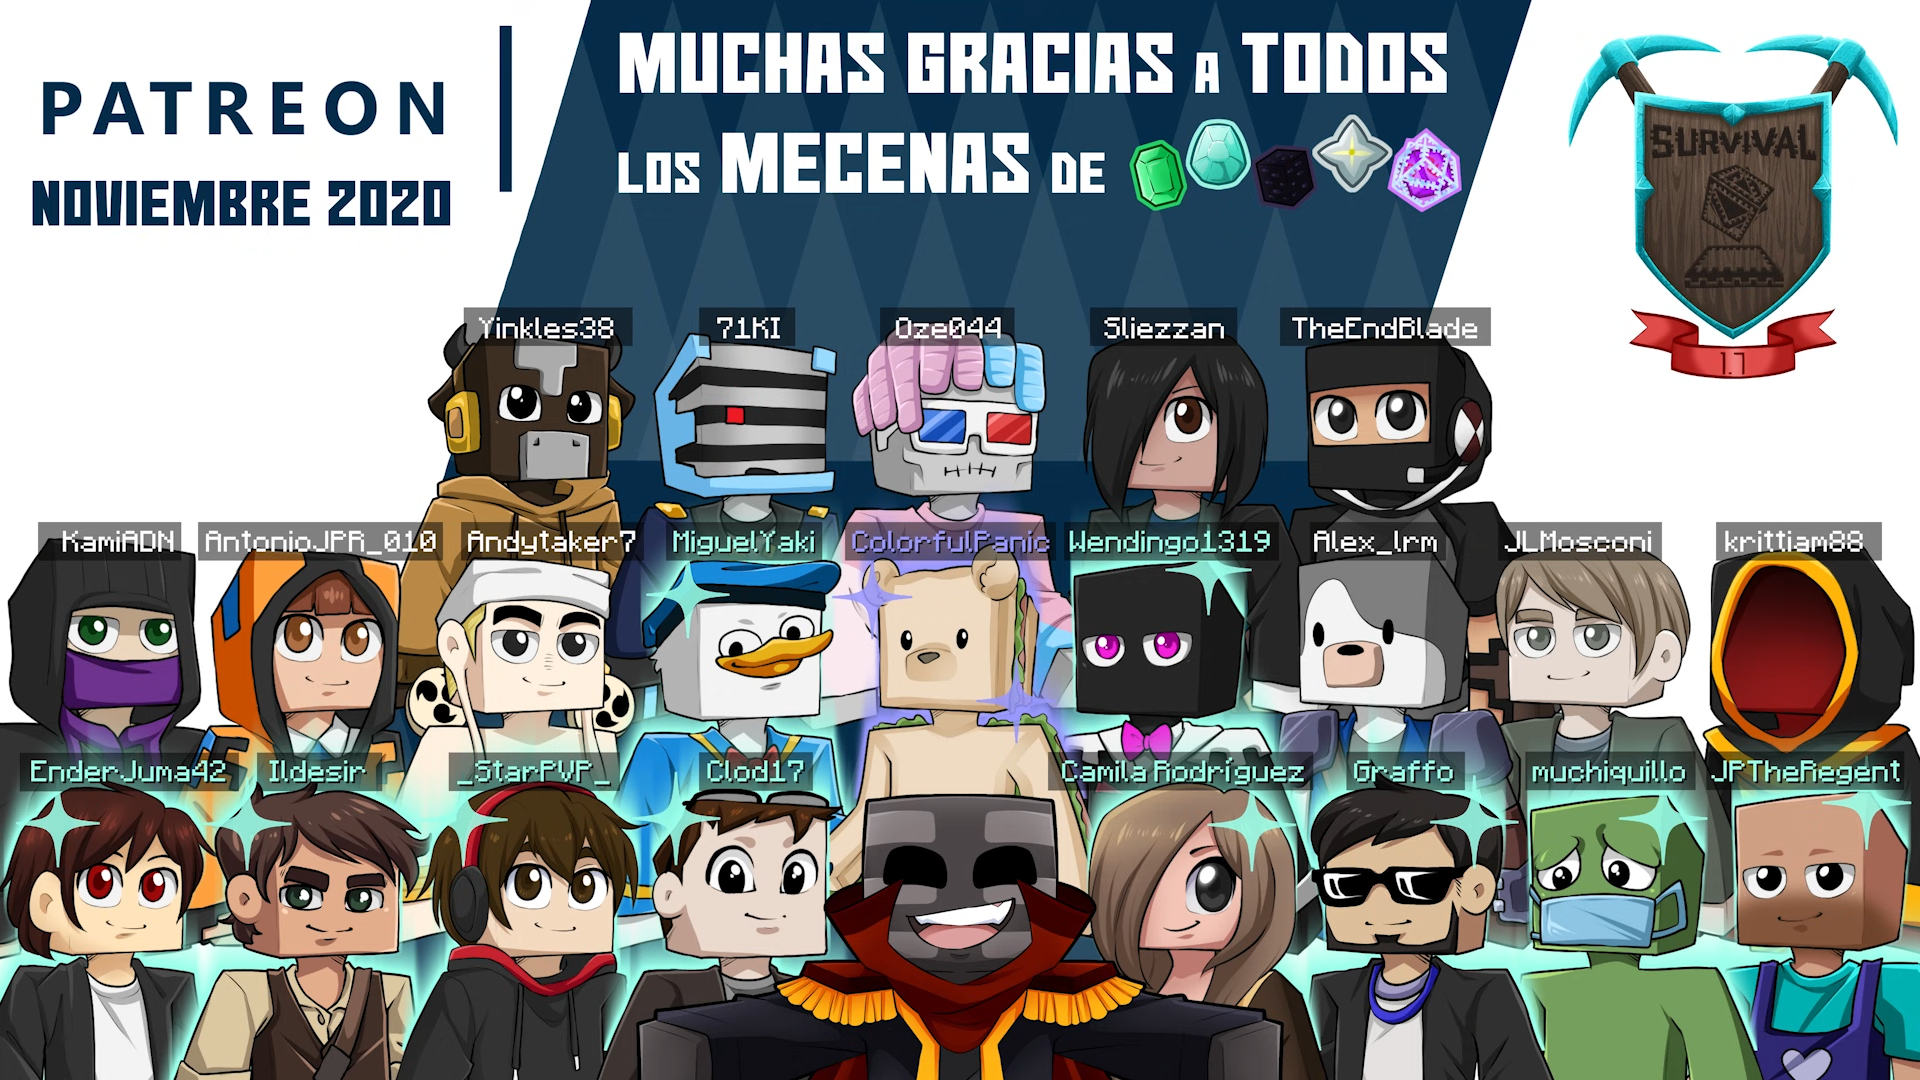 PATREON
NOVIEMBRE 2020
MUCHAS GRACIAS A TODOS
LOS MECENAS DE
SURVIVAL
1.1
Yinkles38
71KI
Oze044
Sliezzan
TheEndBlade
KamiADN
AntonioJPR_010
Andytaker7
MiguelYaki
ColorfulPanic
Wendingo1319
Alex_lrm
JLMosconi
krittiam88
EnderJuma42
Ildesir
_StarPVP_
Clod17
Camila Rodríguez
Graffo
muchiquillo
JPTheRegent